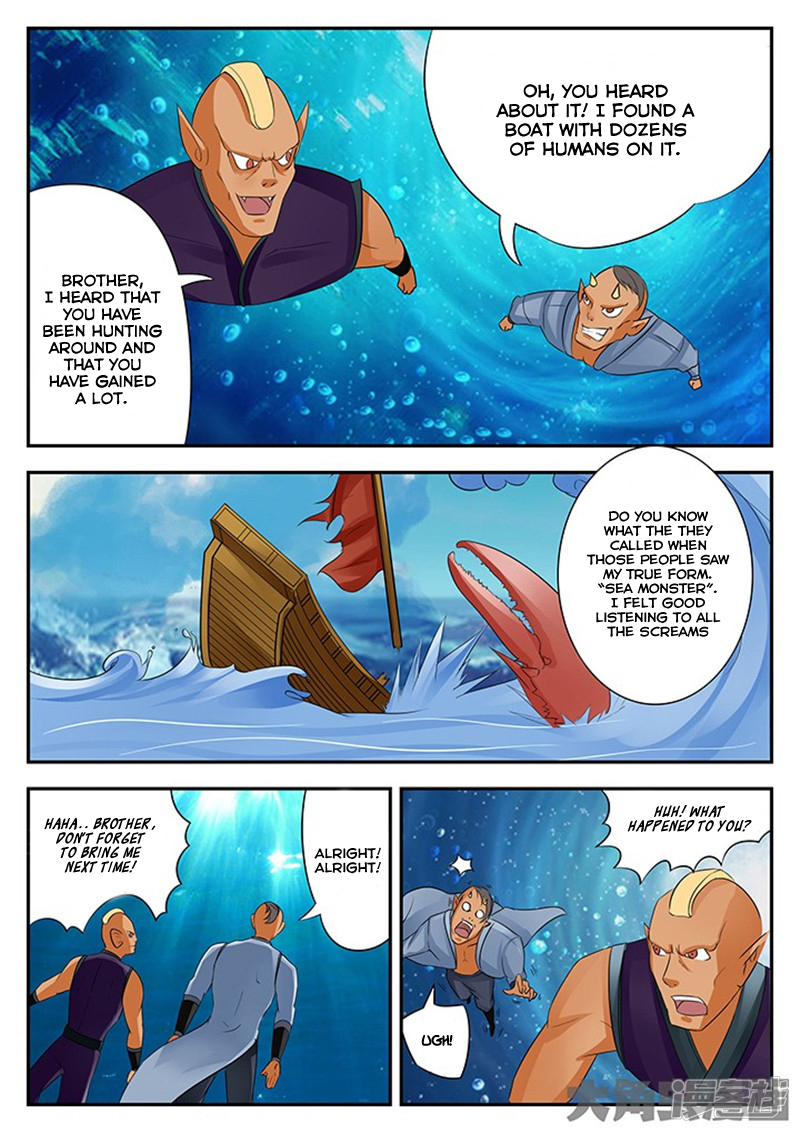 OH, YOU HEARD
ABOUT IT! I FOUND A
BOAT WITH DOZENS
OF HUMANS ON IT.
BROTHER,
I HEARD THAT
YOU HAVE
BEEN HUNTING
AROUND AND
THAT YOU
HAVE GAINED
A LOT.
DO YOU KNOW
WHAT THE THEY
CALLED WHEN
THOSE PEOPLE SAW
MY TRUE FORM.
"SEA MONSTER".
I FELT GOOD
LISTENING TO ALL
THE SCREAMS
HAHA.. BROTHER,
DON'T FORGET
TO BRING ME
NEXT TIME!
ALRIGHT!
ALRIGHT!
HUH! WHAT
HAPPENED TO YOU?
UGH!
大角虫漫客栈